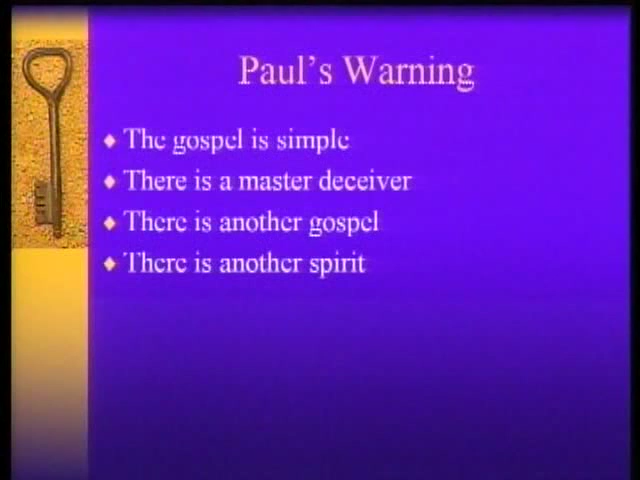 Paul's Warning
The gospel is simple
There is a master deceiver
There is another gospel
There is another spirit